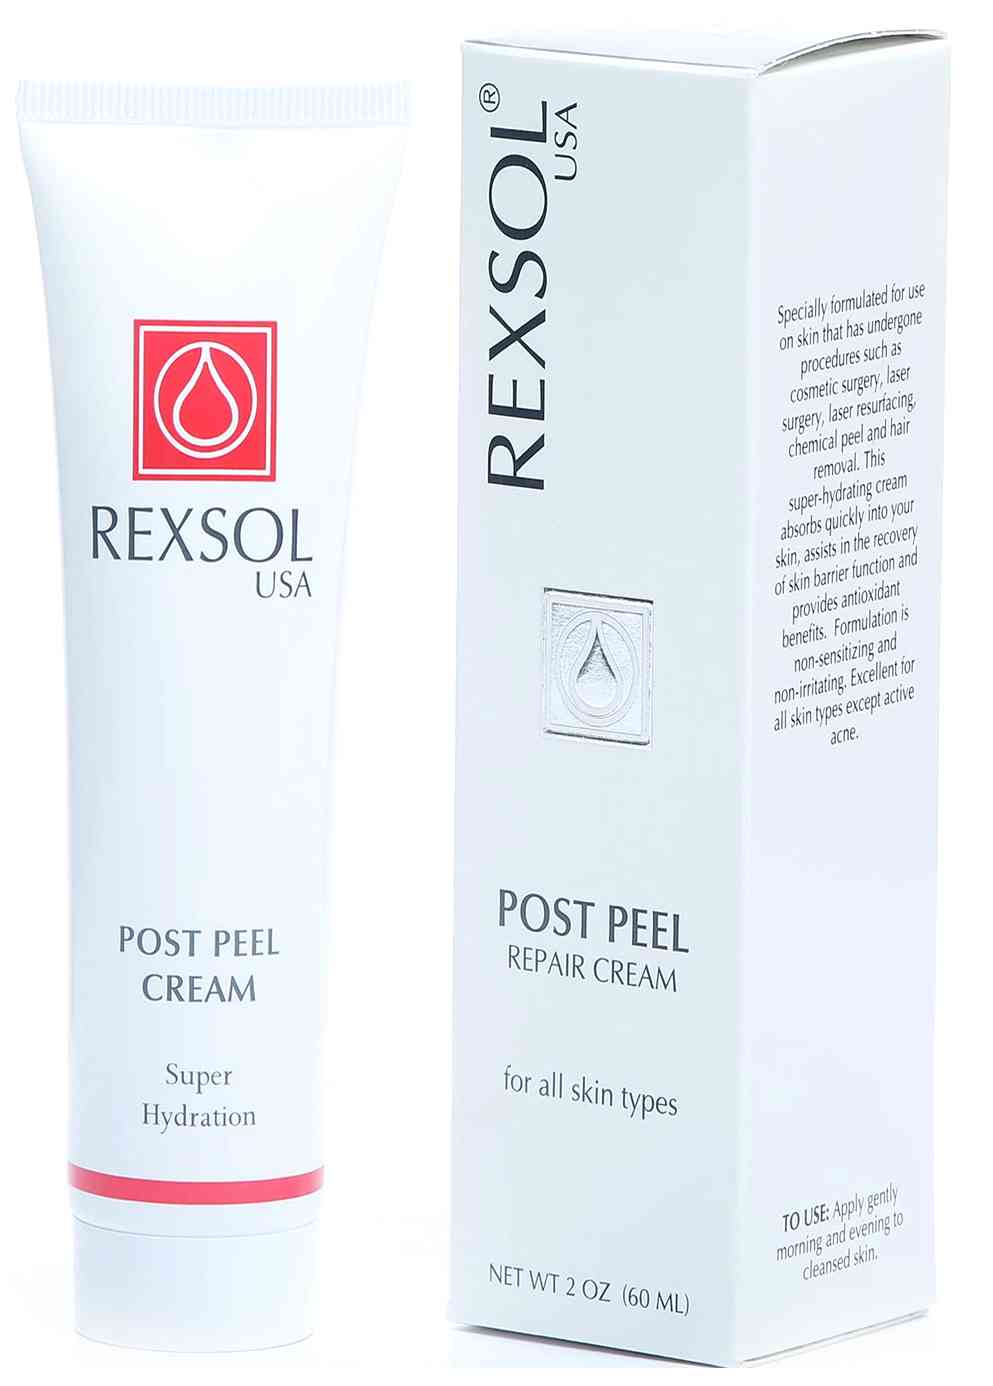 REXSOL
USA
POST PEEL
CREAM
Super
Hydration
REXSOL®
USA
POST PEEL
REPAIR CREAM
for all skin types
NET WT 2 OZ (60 ML)
Specially formulated for use
on skin that has undergone
procedures such as
cosmetic surgery, laser
surgery, laser resurfacing,
chemical peel and hair
removal. This
super-hydrating cream
absorbs quickly into your
skin, assists in the recovery
of skin barrier function and
provides antioxidant
benefits. Formulation is
non-sensitizing and
non-irritating. Excellent for
all skin types except active
acne.
TO USE: Apply gently
morning and evening to
cleansed skin.